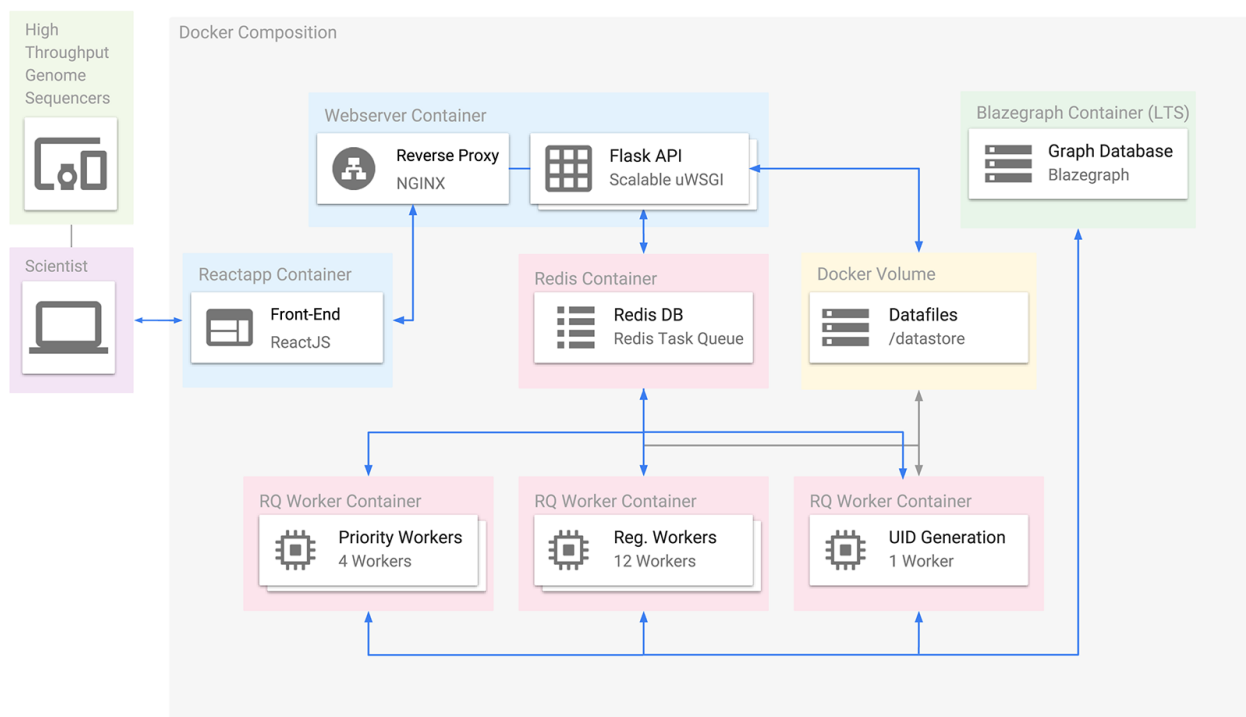 High
Throughput
Genome
Sequencers
Docker Composition
Webserver Container
Reverse Proxy
NGINX
Flask API
Scalable uWSGI
Blazegraph Container (LTS)
Graph Database
Blazegraph
Scientist
Reactapp Container
Front-End
ReactJS
Redis Container
Redis DB
Redis Task Queue
Docker Volume
Datafiles
/datastore
RQ Worker Container
Priority Workers
4 Workers
RQ Worker Container
Reg. Workers
12 Workers
RQ Worker Container
UID Generation
1 Worker